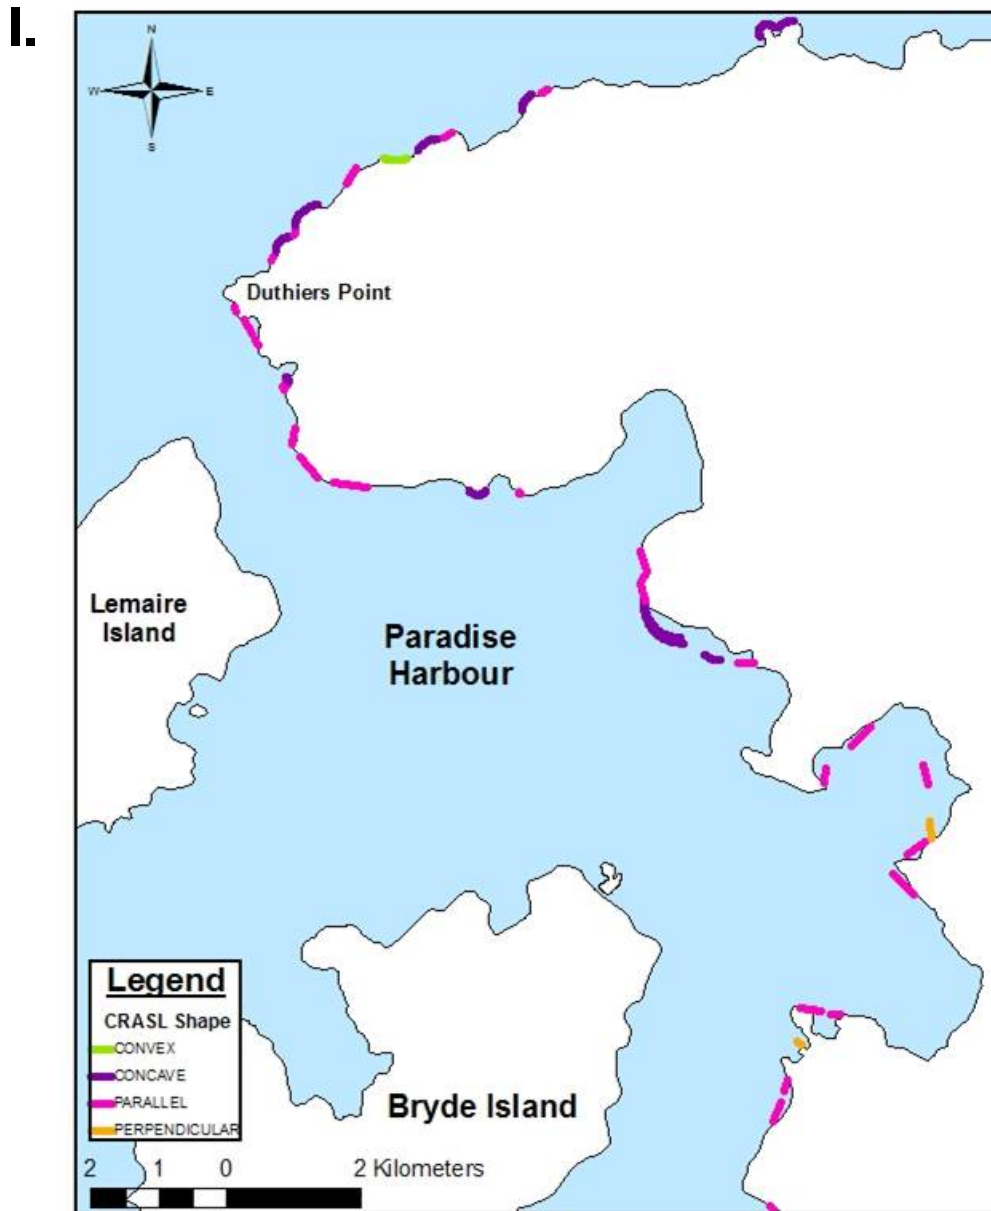 I.
N
W E
S
Duthiers Point
Lemaire
Island
Paradise
Harbour
Legend
CRASL Shape
CONVEX
CONCAVE
PARALLEL
PERPENDICULAR
Bryde Island
2 1 0 2 Kilometers